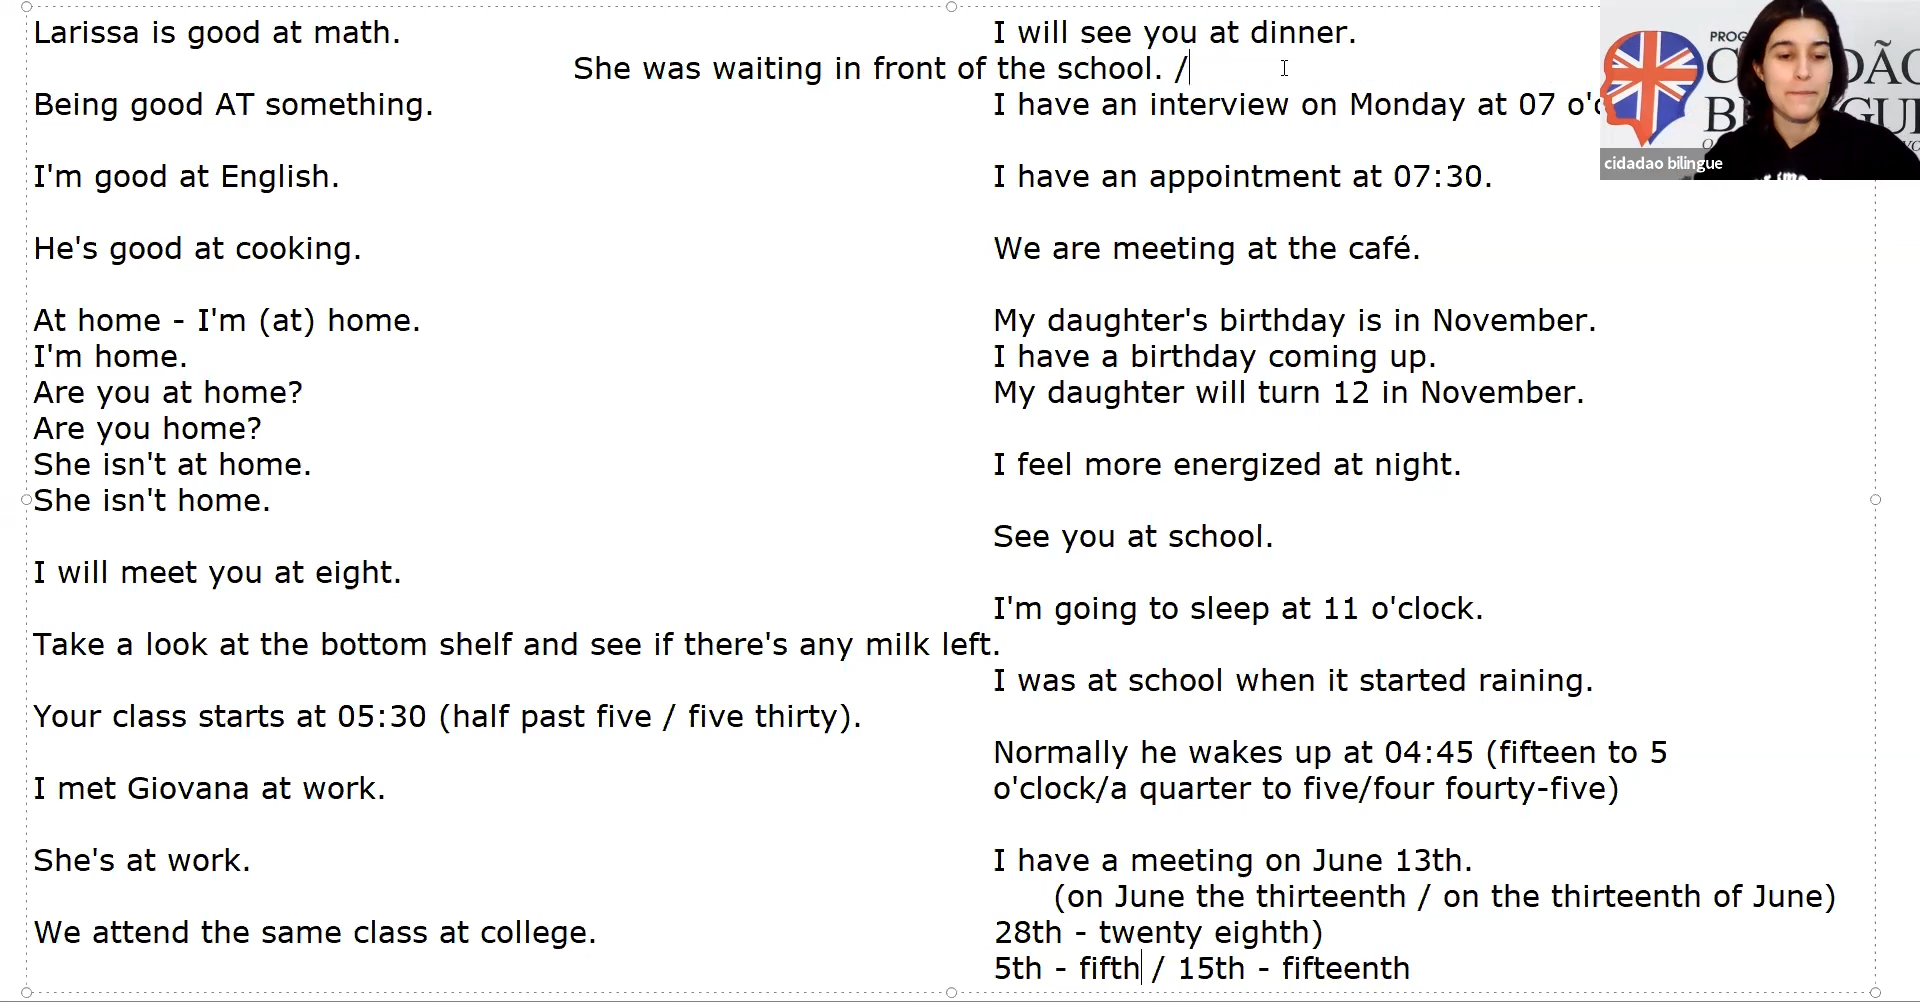 Larissa is good at math.
She was waiting in front of the school. /
Being good AT something.
I'm good at English.
He's good at cooking.
At home - I'm (at) home.
I'm home.
Are you at home?
Are you home?
She isn't at home.
She isn't home.
I will meet you at eight.
Take a look at the bottom shelf and see if there's any milk left.
Your class starts at 05:30 (half past five / five thirty).
I met Giovana at work.
She's at work.
We attend the same class at college.
I will see you at dinner.
I have an interview on Monday at 07
I have an appointment at 07:30.
We are meeting at the café.
My daughter's birthday is in November.
I have a birthday coming up.
My daughter will turn 12 in November.
I feel more energized at night.
See you at school.
I'm going to sleep at 11 o'clock.
I was at school when it started raining.
Normally he wakes up at 04:45 (fifteen to 5
o'clock/a quarter to five/four fourty-five)
I have a meeting on June 13th.
(on June the thirteenth / on the thirteenth of June)
28th - twenty eighth)
5th - fifth / 15th - fifteenth
cidadao bilingue